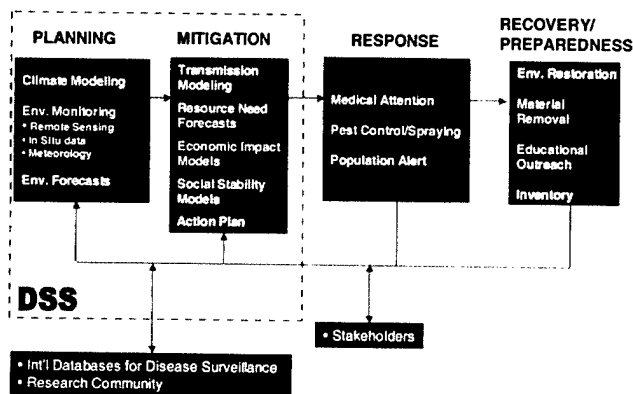 PLANNING
Climate Modeling
Env. Monitoring
• Remote Sensing
• In Situ data
• Meteorology
Env. Forecasts
MITIGATION
Transmission
Modeling
Resource Need
Forecasts
Economic Impact
Models
Social Stability
Models
Action Plan
RESPONSE
Medical Attention
Pest Control/Spraying
Population Alert
RECOVERY/
PREPAREDNESS
Env. Restoration
Material
Removal
Educational
Outreach
Inventory
DSS
• Stakeholders
• Int'l Databases for Disease Surveillance
• Research Community